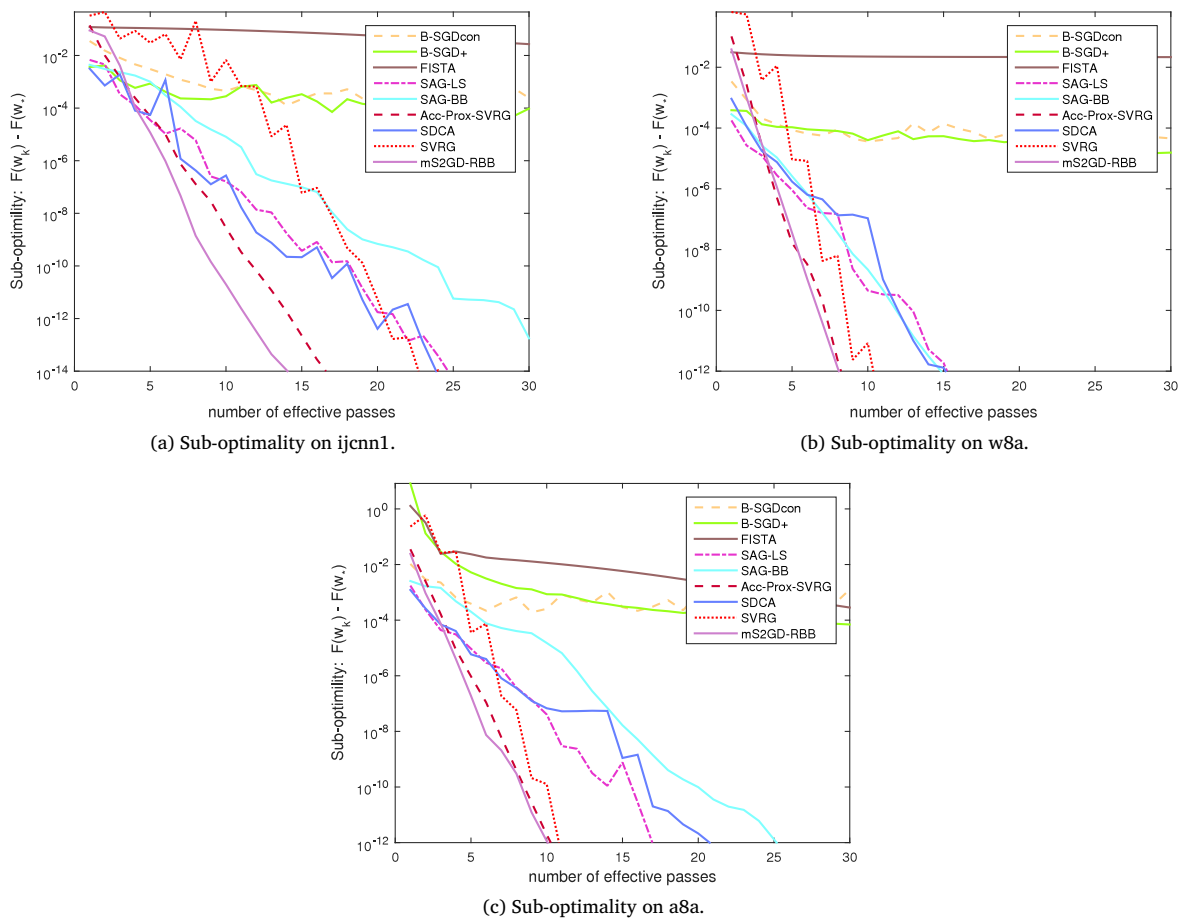 10^-2
10^-4
10^-6
10^-8
10^-10
10^-12
10^-14
Sub-optimility: F(w_k) - F(w_*)
0 5 10 15 20 25 30
number of effective passes
B-SGDcon
B-SGD+
FISTA
SAG-LS
SAG-BB
Acc-Prox-SVRG
SDCA
SVRG
mS2GD-RBB
(a) Sub-optimality on ijcnn1.
10^-2
10^-4
10^-6
10^-8
10^-10
10^-12
Sub-optimility: F(w_k) - F(w_*)
0 5 10 15 20 25 30
number of effective passes
B-SGDcon
B-SGD+
FISTA
SAG-LS
SAG-BB
Acc-Prox-SVRG
SDCA
SVRG
mS2GD-RBB
(b) Sub-optimality on w8a.
10^0
10^-2
10^-4
10^-6
10^-8
10^-10
10^-12
Sub-optimility: F(w_k) - F(w_*)
0 5 10 15 20 25 30
number of effective passes
B-SGDcon
B-SGD+
FISTA
SAG-LS
SAG-BB
Acc-Prox-SVRG
SDCA
SVRG
mS2GD-RBB
(c) Sub-optimality on a8a.